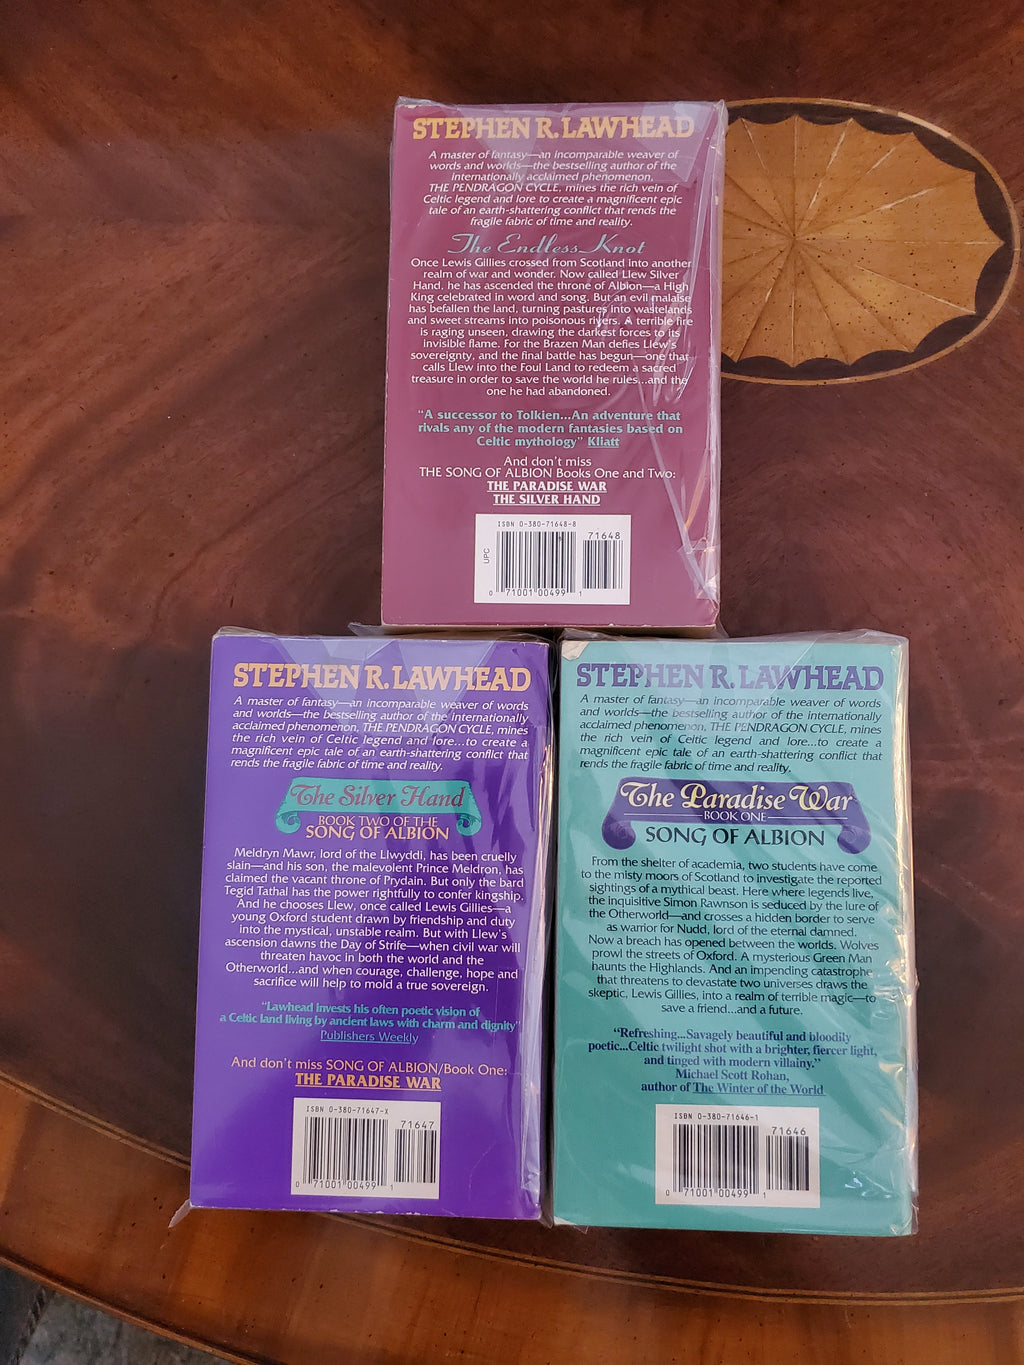 STEPHEN R. LAWHEAD
A master of fantasy—an incomparable weaver of
words and worlds—the bestselling author of the
internationally acclaimed phenomenon,
THE PENDRAGON CYCLE, mines the rich vein of
Celtic legend and lore to create a magnificent epic
tale of an earth-shattering conflict that rends the
fragile fabric of time and reality.
The Endless Knot
Once Lewis Gillies crossed from Scotland into another
realm of war and wonder. Now called Llew Silver
Hand, he has ascended the throne of Albion—a High
King celebrated in word and song. But an evil malaise
has befallen the land, turning pastures into wastelands
and sweet streams into poisonous rivers. A terrible fire
is raging unseen, drawing the darkest forces to its
invisible flame. For the Brazen Man defies Llew's
sovereignty, and the final battle has begun—one that
calls Llew into the Foul Land to redeem a sacred
treasure in order to save the world he rules...and the
one he had abandoned.
"A successor to Tolkien...An adventure that
rivals any of the modern fantasies based on
Celtic mythology" Kliatt
And don't miss
THE SONG OF ALBION Books One and Two:
THE PARADISE WAR
THE SILVER HAND
ISBN 0-380-71648-8
71648
UPC
0 71001 00499 1
STEPHEN R. LAWHEAD
A master of fantasy—an incomparable weaver of words
and worlds—the bestselling author of the internationally
acclaimed phenomenon, THE PENDRAGON CYCLE, mines
the rich vein of Celtic legend and lore...to create a
magnificent epic tale of an earth-shattering conflict that
rends the fragile fabric of time and reality.
The Silver Hand
BOOK TWO OF THE
SONG OF ALBION
Meldryn Mawr, lord of the Llwyddi, has been cruelly
slain—and his son, the malevolent Prince Meldron, has
claimed the vacant throne of Prydain. But only the bard
Tegid Tathal has the power rightfully to confer kingship.
And he chooses Llew, once called Lewis Gillies—a
young Oxford student drawn by friendship and duty
into the mystical, unstable realm. But with Llew's
ascension dawns the Day of Strife—when civil war will
threaten havoc in both the world and the
Otherworld...and when courage, challenge, hope and
sacrifice will help to mold a true sovereign.
"Lawhead invests his often poetic vision of
a Celtic land living by ancient laws with charm and dignity"
Publishers Weekly
And don't miss SONG OF ALBION/Book One:
THE PARADISE WAR
ISBN 0-380-71647-X
71647
0 71001 00499 1
STEPHEN R. LAWHEAD
A master of fantasy—an incomparable weaver of words
and worlds—the bestselling author of the internationally
acclaimed phenomenon, THE PENDRAGON CYCLE, mines
the rich vein of Celtic legend and lore...to create a
magnificent epic tale of an earth-shattering conflict that
rends the fragile fabric of time and reality.
The Paradise War
BOOK ONE
SONG OF ALBION
From the shelter of academia, two students have come
to the misty moors of Scotland to investigate the reported
sightings of a mythical beast. Here where legends live,
the inquisitive Simon Rawnson is seduced by the lure of
the Otherworld—and crosses a hidden border to serve
as warrior for Nudd, lord of the eternal damned.
Now a breach has opened between the worlds. Wolves
prowl the streets of Oxford. A mysterious Green Man
haunts the Highlands. And an impending catastrophe
that threatens to devastate two universes draws the
skeptic, Lewis Gillies, into a realm of terrible magic—to
save a friend...and a future.
"Refreshing...Savagely beautiful and bloodily
poetic...Celtic twilight shot with a brighter, fiercer light,
and tinged with modern villainy."
Michael Scott Rohan,
author of The Winter of the World
ISBN 0-380-71646-1
71646
0 71001 00499 1